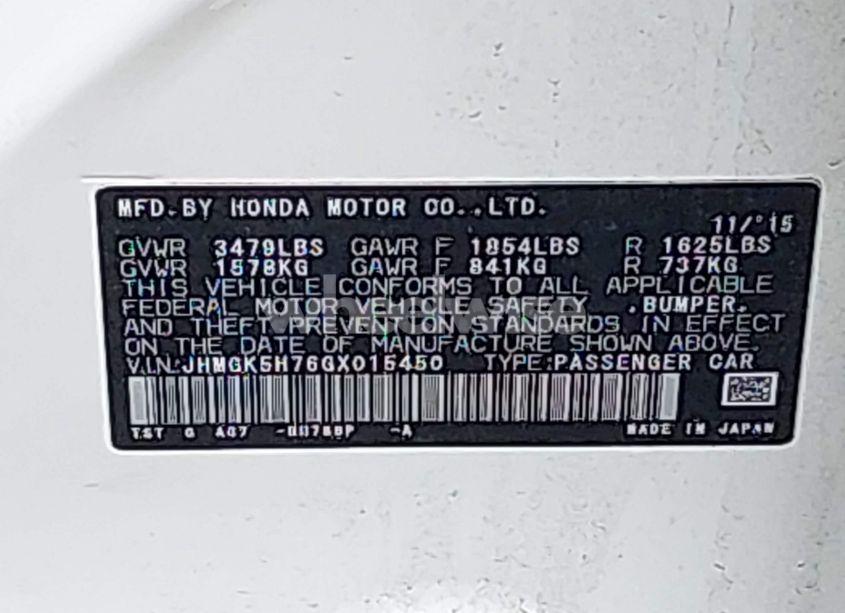 MFD.BY HONDA MOTOR CO.,LTD.
11/'15
GVWR 3479LBS GAWR F 1854LBS R 1625LBS
GVWR 1578KG GAWR F 841KG R 737KG
THIS VEHICLE CONFORMS TO ALL APPLICABLE
FEDERAL MOTOR VEHICLE SAFETY ,BUMPER,
AND THEFT PREVENTION STANDARDS IN EFFECT
ON THE DATE OF MANUFACTURE SHOWN ABOVE.
V.I.N:JHMGK5H76GX015450 TYPE:PASSENGER CAR
TST G A07 -A
MADE IN JAPAN